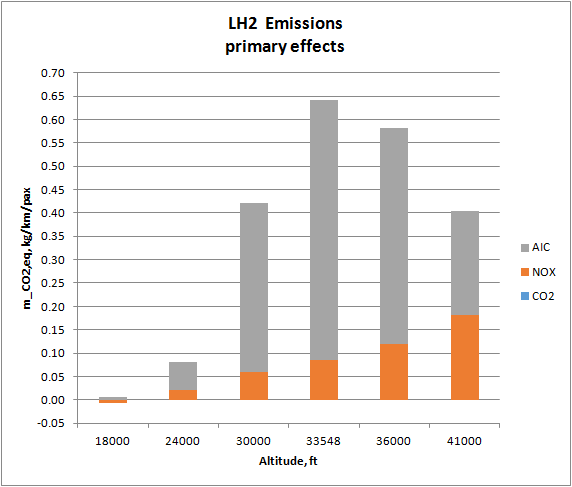 LH2 Emissions
primary effects
m_CO2,eq, kg/km/pax
0.70
0.65
0.60
0.55
0.50
0.45
0.40
0.35
0.30
0.25
0.20
0.15
0.10
0.05
0.00
-0.05
18000 24000 30000 33548 36000 41000
Altitude, ft
AIC
NOX
CO2